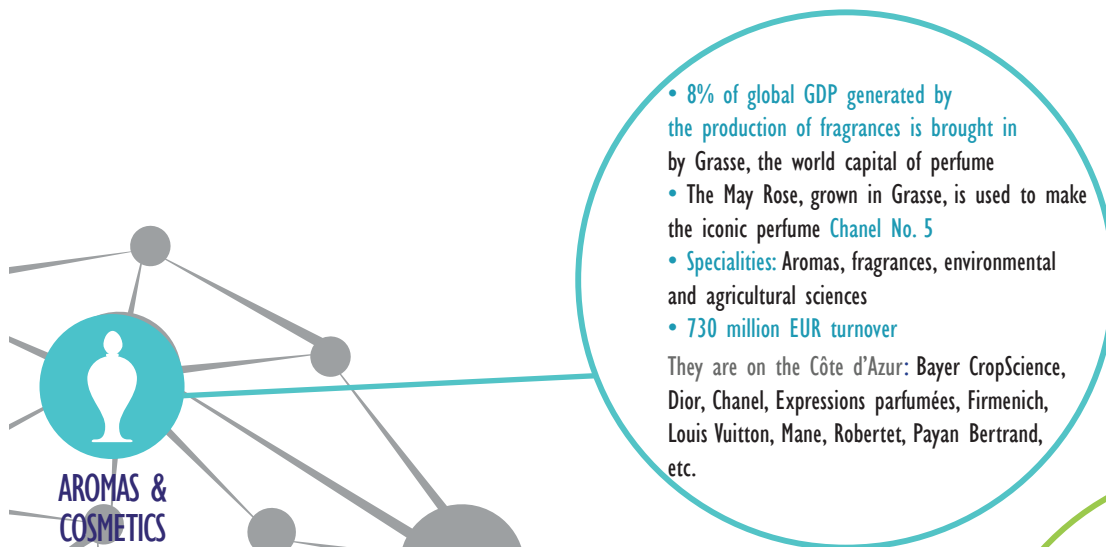 • 8% of global GDP generated by
the production of fragrances is brought in
by Grasse, the world capital of perfume
• The May Rose, grown in Grasse, is used to make
the iconic perfume Chanel No. 5
• Specialities: Aromas, fragrances, environmental
and agricultural sciences
• 730 million EUR turnover
They are on the Côte d’Azur: Bayer CropScience,
Dior, Chanel, Expressions parfumées, Firmenich,
Louis Vuitton, Mane, Robertet, Payan Bertrand,
etc.
AROMAS &
COSMETICS